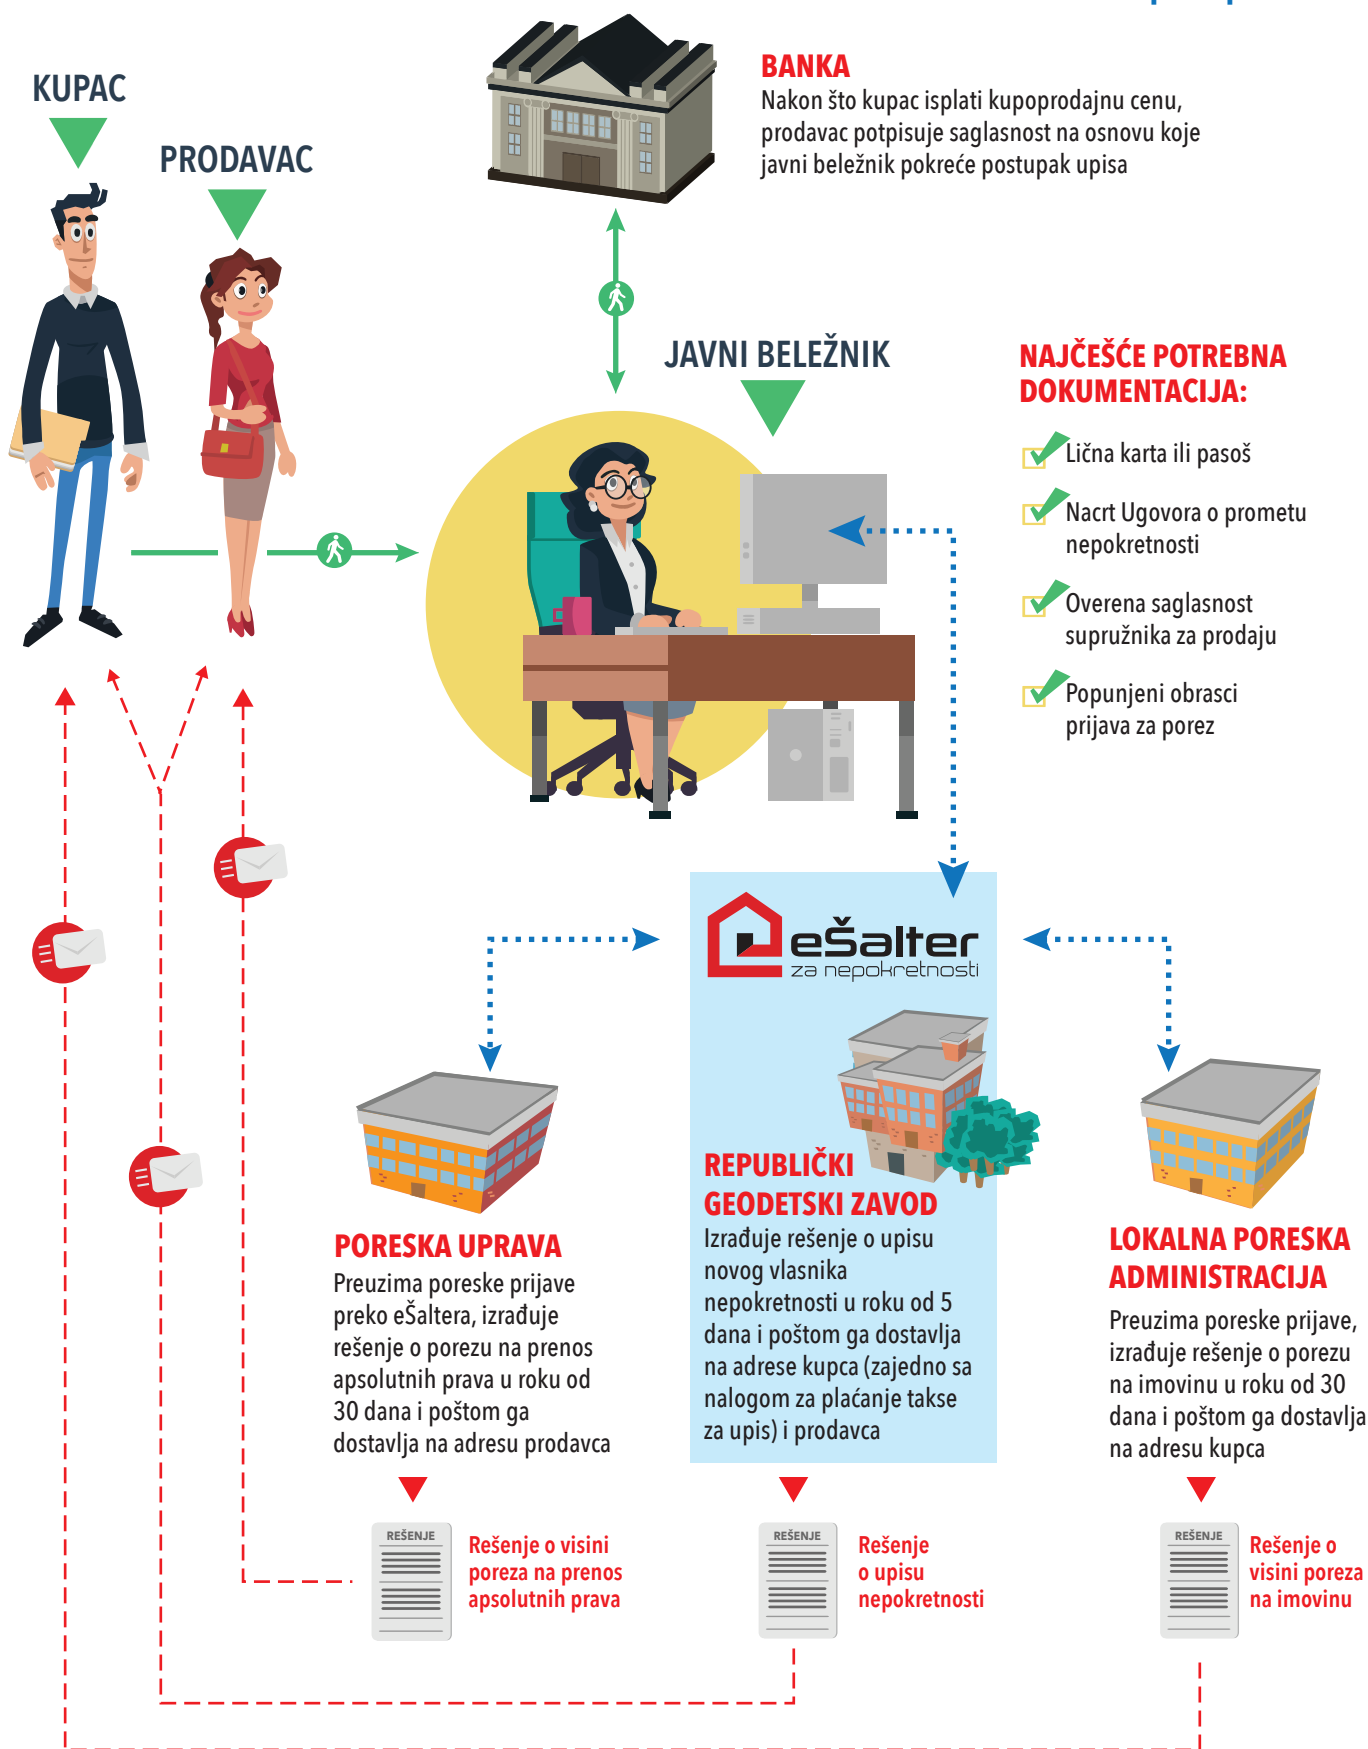 KUPAC
PRODAVAC
BANKA
Nakon što kupac isplati kupoprodajnu cenu,
prodavac potpisuje saglasnost na osnovu koje
javni beležnik pokreće postupak upisa
JAVNI BELEŽNIK
NAJČEŠĆE POTREBNA
DOKUMENTACIJA:
Lična karta ili pasoš
Nacrt Ugovora o prometu
nepokretnosti
Overena saglasnost
supružnika za prodaju
Popunjeni obrasci
prijava za porez
eŠalter
za nepokretnosti
PORESKA UPRAVA
Preuzima poreske prijave
preko eŠaltera, izrađuje
rešenje o porezu na prenos
apsolutnih prava u roku od
30 dana i poštom ga
dostavlja na adresu prodavca
REPUBLIČKI
GEODETSKI ZAVOD
Izrađuje rešenje o upisu
novog vlasnika
nepokretnosti u roku od 5
dana i poštom ga dostavlja
na adrese kupca (zajedno sa
nalogom za plaćanje takse
za upis) i prodavca
LOKALNA PORESKA
ADMINISTRACIJA
Preuzima poreske prijave,
izrađuje rešenje o porezu
na imovinu u roku od 30
dana i poštom ga dostavlja
na adresu kupca
REŠENJE
Rešenje o visini
poreza na prenos
apsolutnih prava
REŠENJE
Rešenje
o upisu
nepokretnosti
REŠENJE
Rešenje o
visini poreza
na imovinu